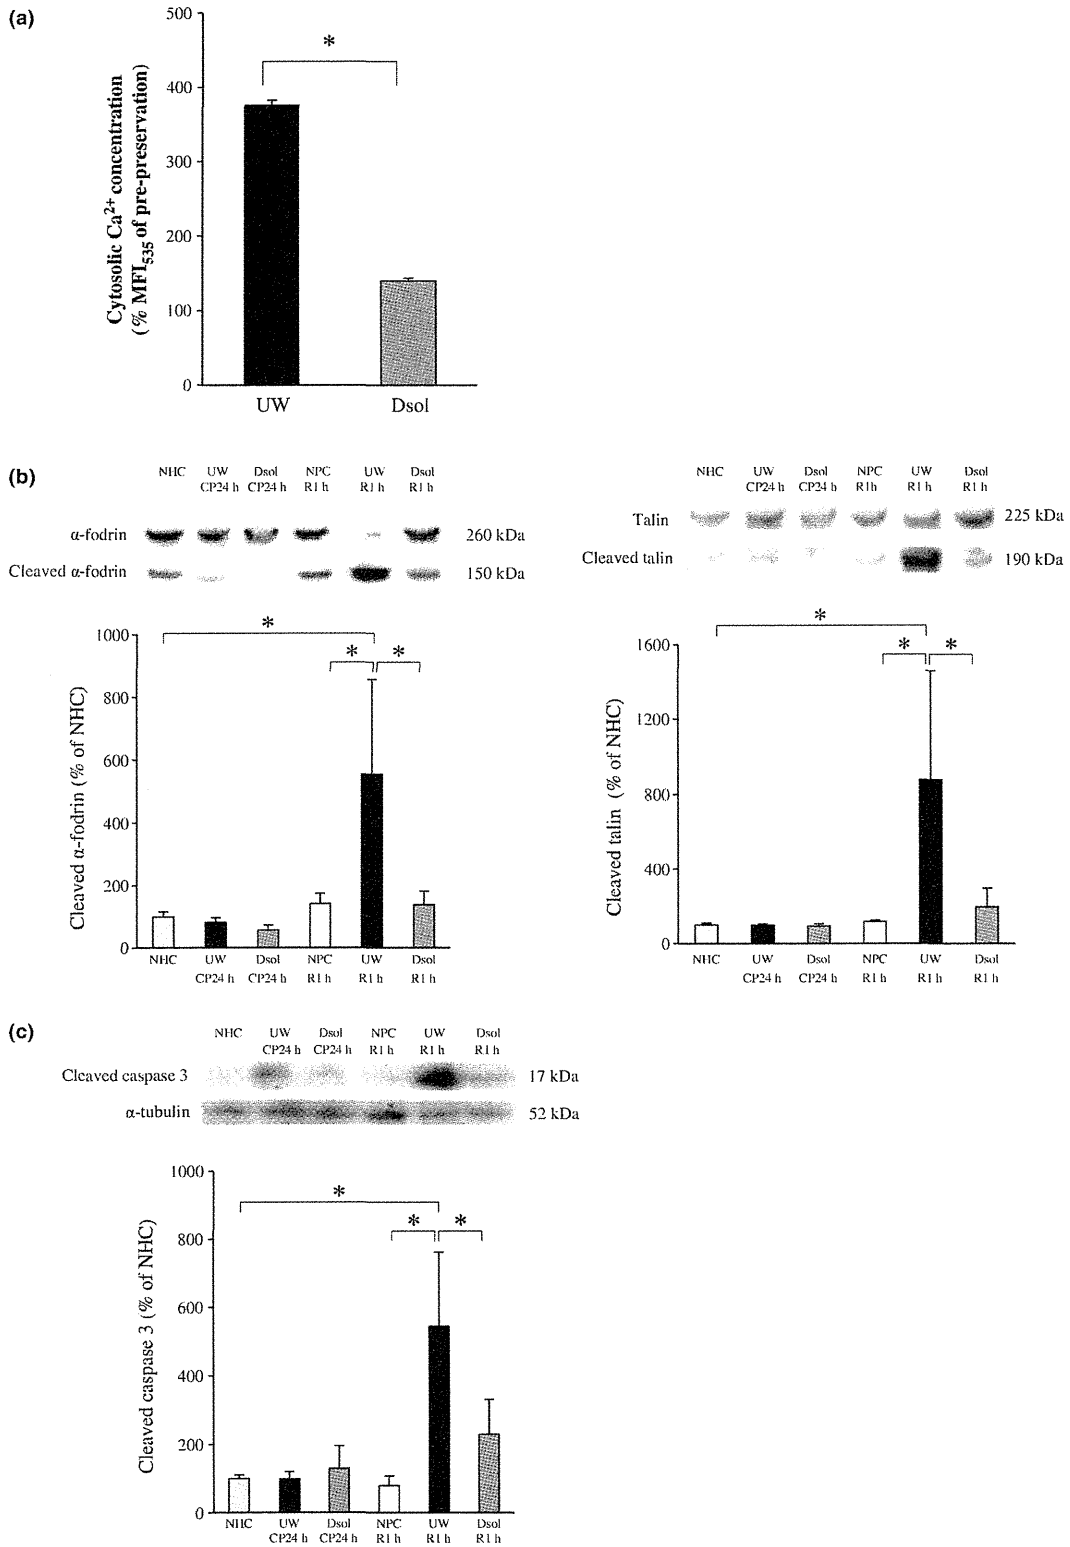 (a)
500
400
300
200
100
0
Cytosolic Ca²⁺ concentration
(% MFI₅₃₅ of pre-preservation)
*
UW Dsol
(b)
NHC UW CP24 h Dsol CP24 h NPC R1 h UW R1 h Dsol R1 h
α-fodrin 260 kDa
Cleaved α-fodrin 150 kDa
1000
800
600
400
200
0
Cleaved α-fodrin (% of NHC)
*
* *
NHC UW CP24 h Dsol CP24 h NPC R1 h UW R1 h Dsol R1 h
NHC UW CP24 h Dsol CP24 h NPC R1 h UW R1 h Dsol R1 h
Talin 225 kDa
Cleaved talin 190 kDa
1600
1200
800
400
0
Cleaved talin (% of NHC)
*
* *
NHC UW CP24 h Dsol CP24 h NPC R1 h UW R1 h Dsol R1 h
(c)
NHC UW CP24 h Dsol CP24 h NPC R1 h UW R1 h Dsol R1 h
Cleaved caspase 3 17 kDa
α-tubulin 52 kDa
1000
800
600
400
200
0
Cleaved caspase 3 (% of NHC)
*
* *
NHC UW CP24 h Dsol CP24 h NPC R1 h UW R1 h Dsol R1 h